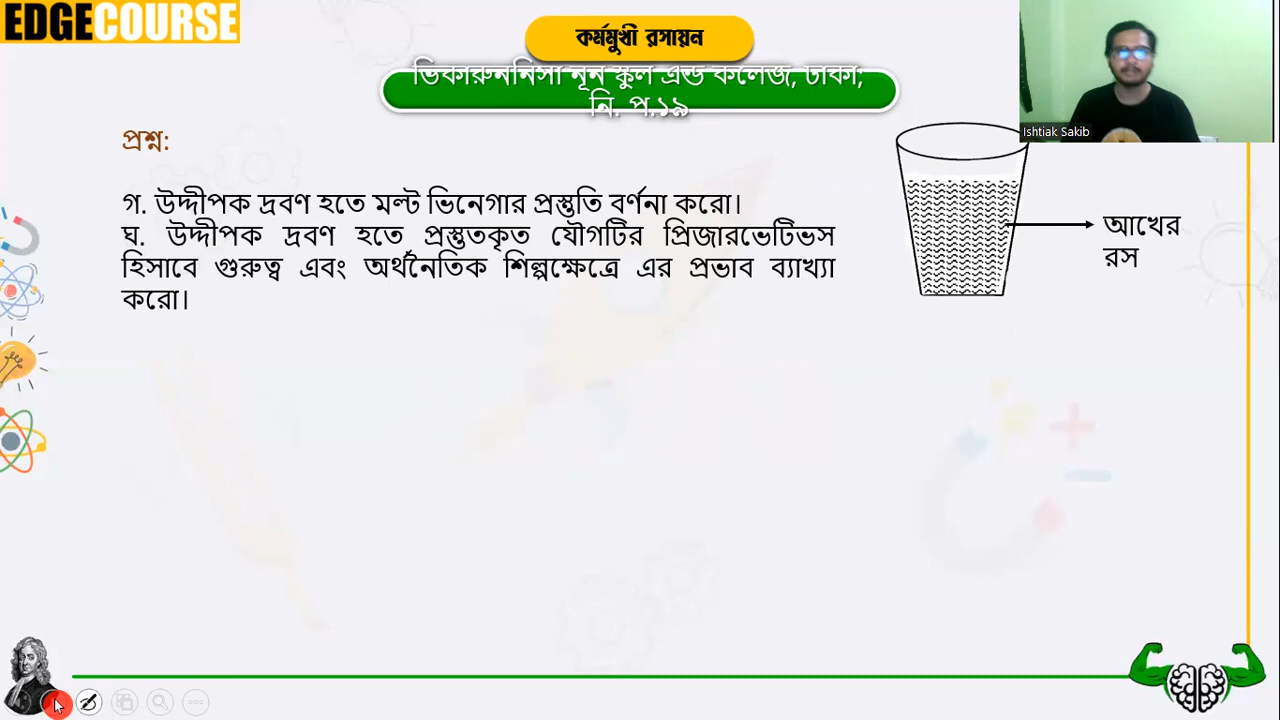 EDGECOURSE
কর্মমুখী রসায়ন
ভিকারুননিসা নূন স্কুল এন্ড কলেজ, ঢাকা;
নি. প.১৯
Ishtiak Sakib
প্রশ্ন:
গ. উদ্দীপক দ্রবণ হতে মল্ট ভিনেগার প্রস্তুতি বর্ণনা করো।
ঘ. উদ্দীপক দ্রবণ হতে প্রস্তুতকৃত যৌগটির প্রিজারভেটিভস
হিসাবে গুরুত্ব এবং অর্থনৈতিক শিল্পক্ষেত্রে এর প্রভাব ব্যাখ্যা
করো।
আখের
রস